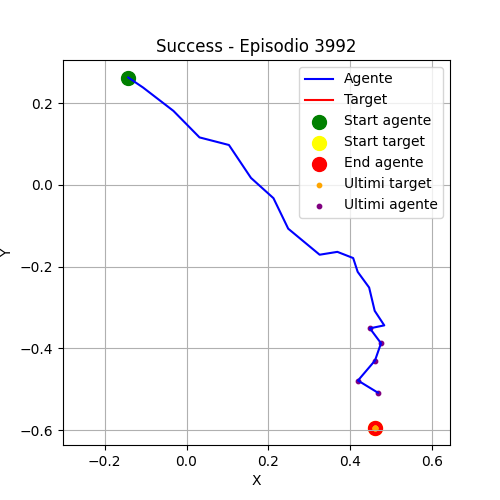 Success - Episodio 3992
Agente
Target
Start agente
Start target
End agente
Ultimi target
Ultimi agente
0.2
0.0
−0.2
−0.4
−0.6
Y
−0.2
0.0
0.2
0.4
0.6
X